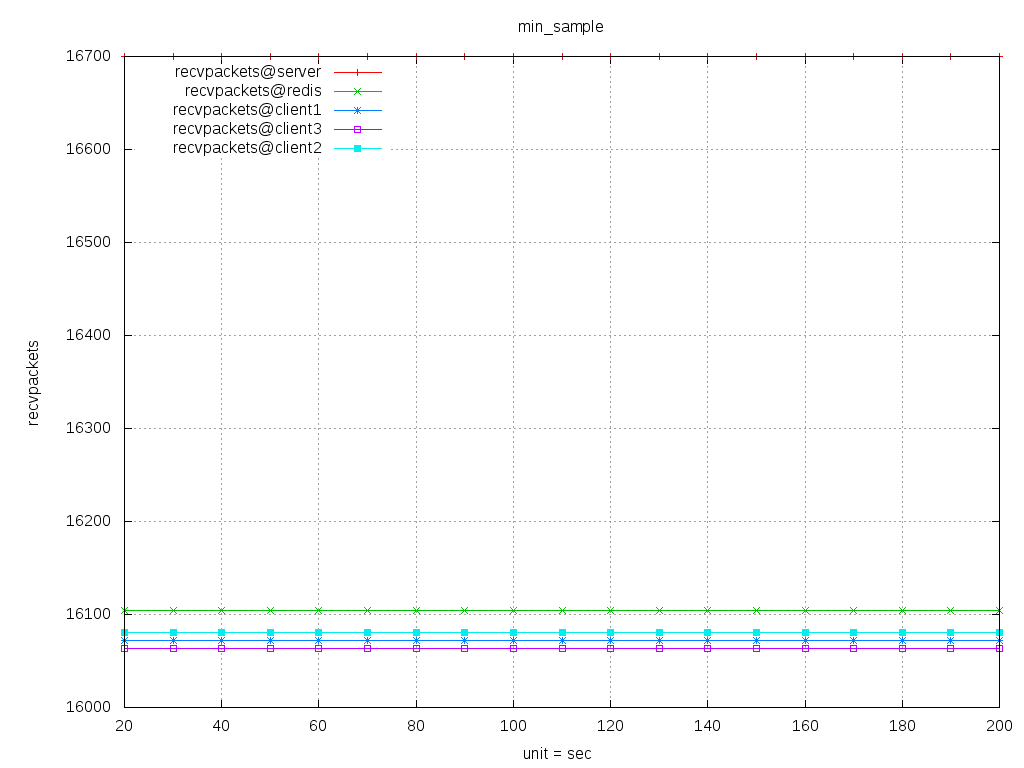 min_sample
16700
16600
16500
16400
16300
16200
16100
16000
recvpackets
recvpackets@server
recvpackets@redis
recvpackets@client1
recvpackets@client3
recvpackets@client2
20 40 60 80 100 120 140 160 180 200
unit = sec